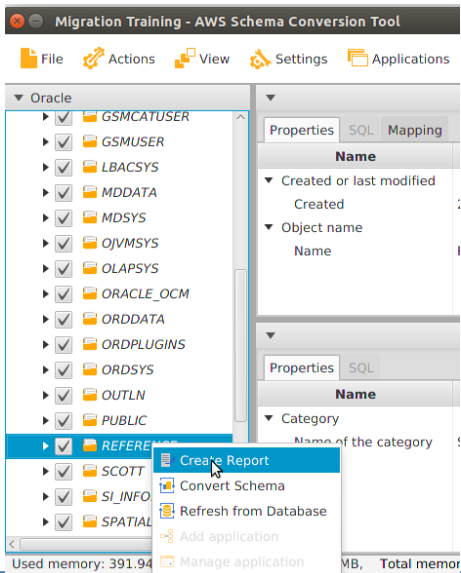 Migration Training - AWS Schema Conversion Tool
File Actions View Settings Applications
Oracle
GSMCATUSER
GSMUSER
LBACSYS
MDDATA
MDSYS
OJVMSYS
OLAPSYS
ORACLE_OCM
ORDDATA
ORDPLUGINS
ORDSYS
OUTLN
PUBLIC
REFERENCE
SCOTT
SI_INFO
SPATIAL
Properties SQL Mapping
Name
Created or last modified
Created
Object name
Name
Properties SQL
Name
Category
Name of the category
Create Report
Convert Schema
Refresh from Database
Add application
Manage application
Used memory: 391.94 MB, Total memor